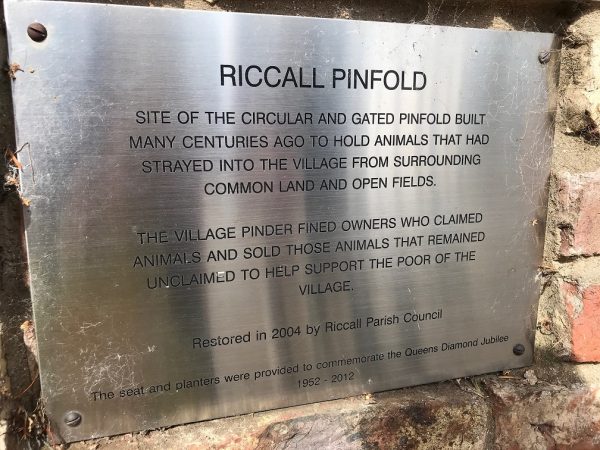 RICCALL PINFOLD
SITE OF THE CIRCULAR AND GATED PINFOLD BUILT
MANY CENTURIES AGO TO HOLD ANIMALS THAT HAD
STRAYED INTO THE VILLAGE FROM SURROUNDING
COMMON LAND AND OPEN FIELDS.
THE VILLAGE PINDER FINED OWNERS WHO CLAIMED
ANIMALS AND SOLD THOSE ANIMALS THAT REMAINED
UNCLAIMED TO HELP SUPPORT THE POOR OF THE
VILLAGE.
Restored in 2004 by Riccall Parish Council
The seat and planters were provided to commemorate the Queens Diamond Jubilee
1952 - 2012